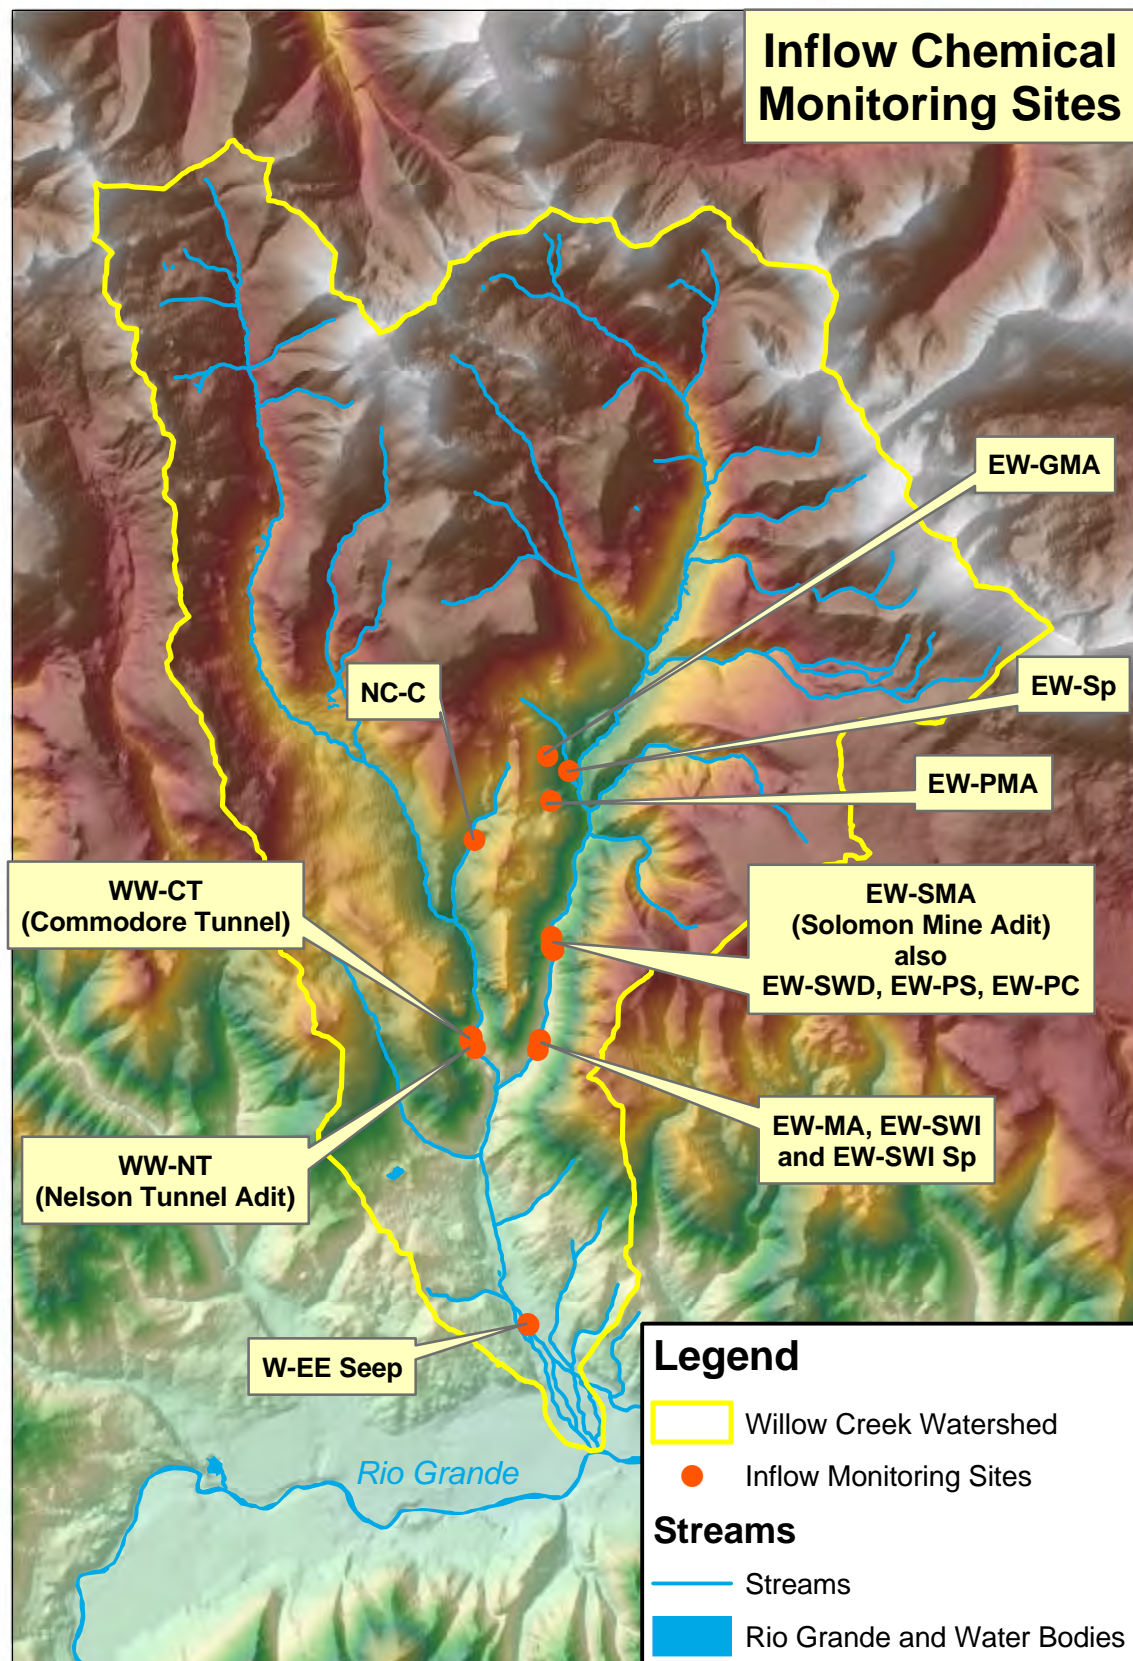 Inflow Chemical
Monitoring Sites
EW-GMA
NC-C
EW-Sp
EW-PMA
WW-CT
(Commodore Tunnel)
EW-SMA
(Solomon Mine Adit)
also
EW-SWD, EW-PS, EW-PC
WW-NT
(Nelson Tunnel Adit)
EW-MA, EW-SWI
and EW-SWI Sp
W-EE Seep
Rio Grande
Legend
Willow Creek Watershed
Inflow Monitoring Sites
Streams
Streams
Rio Grande and Water Bodies